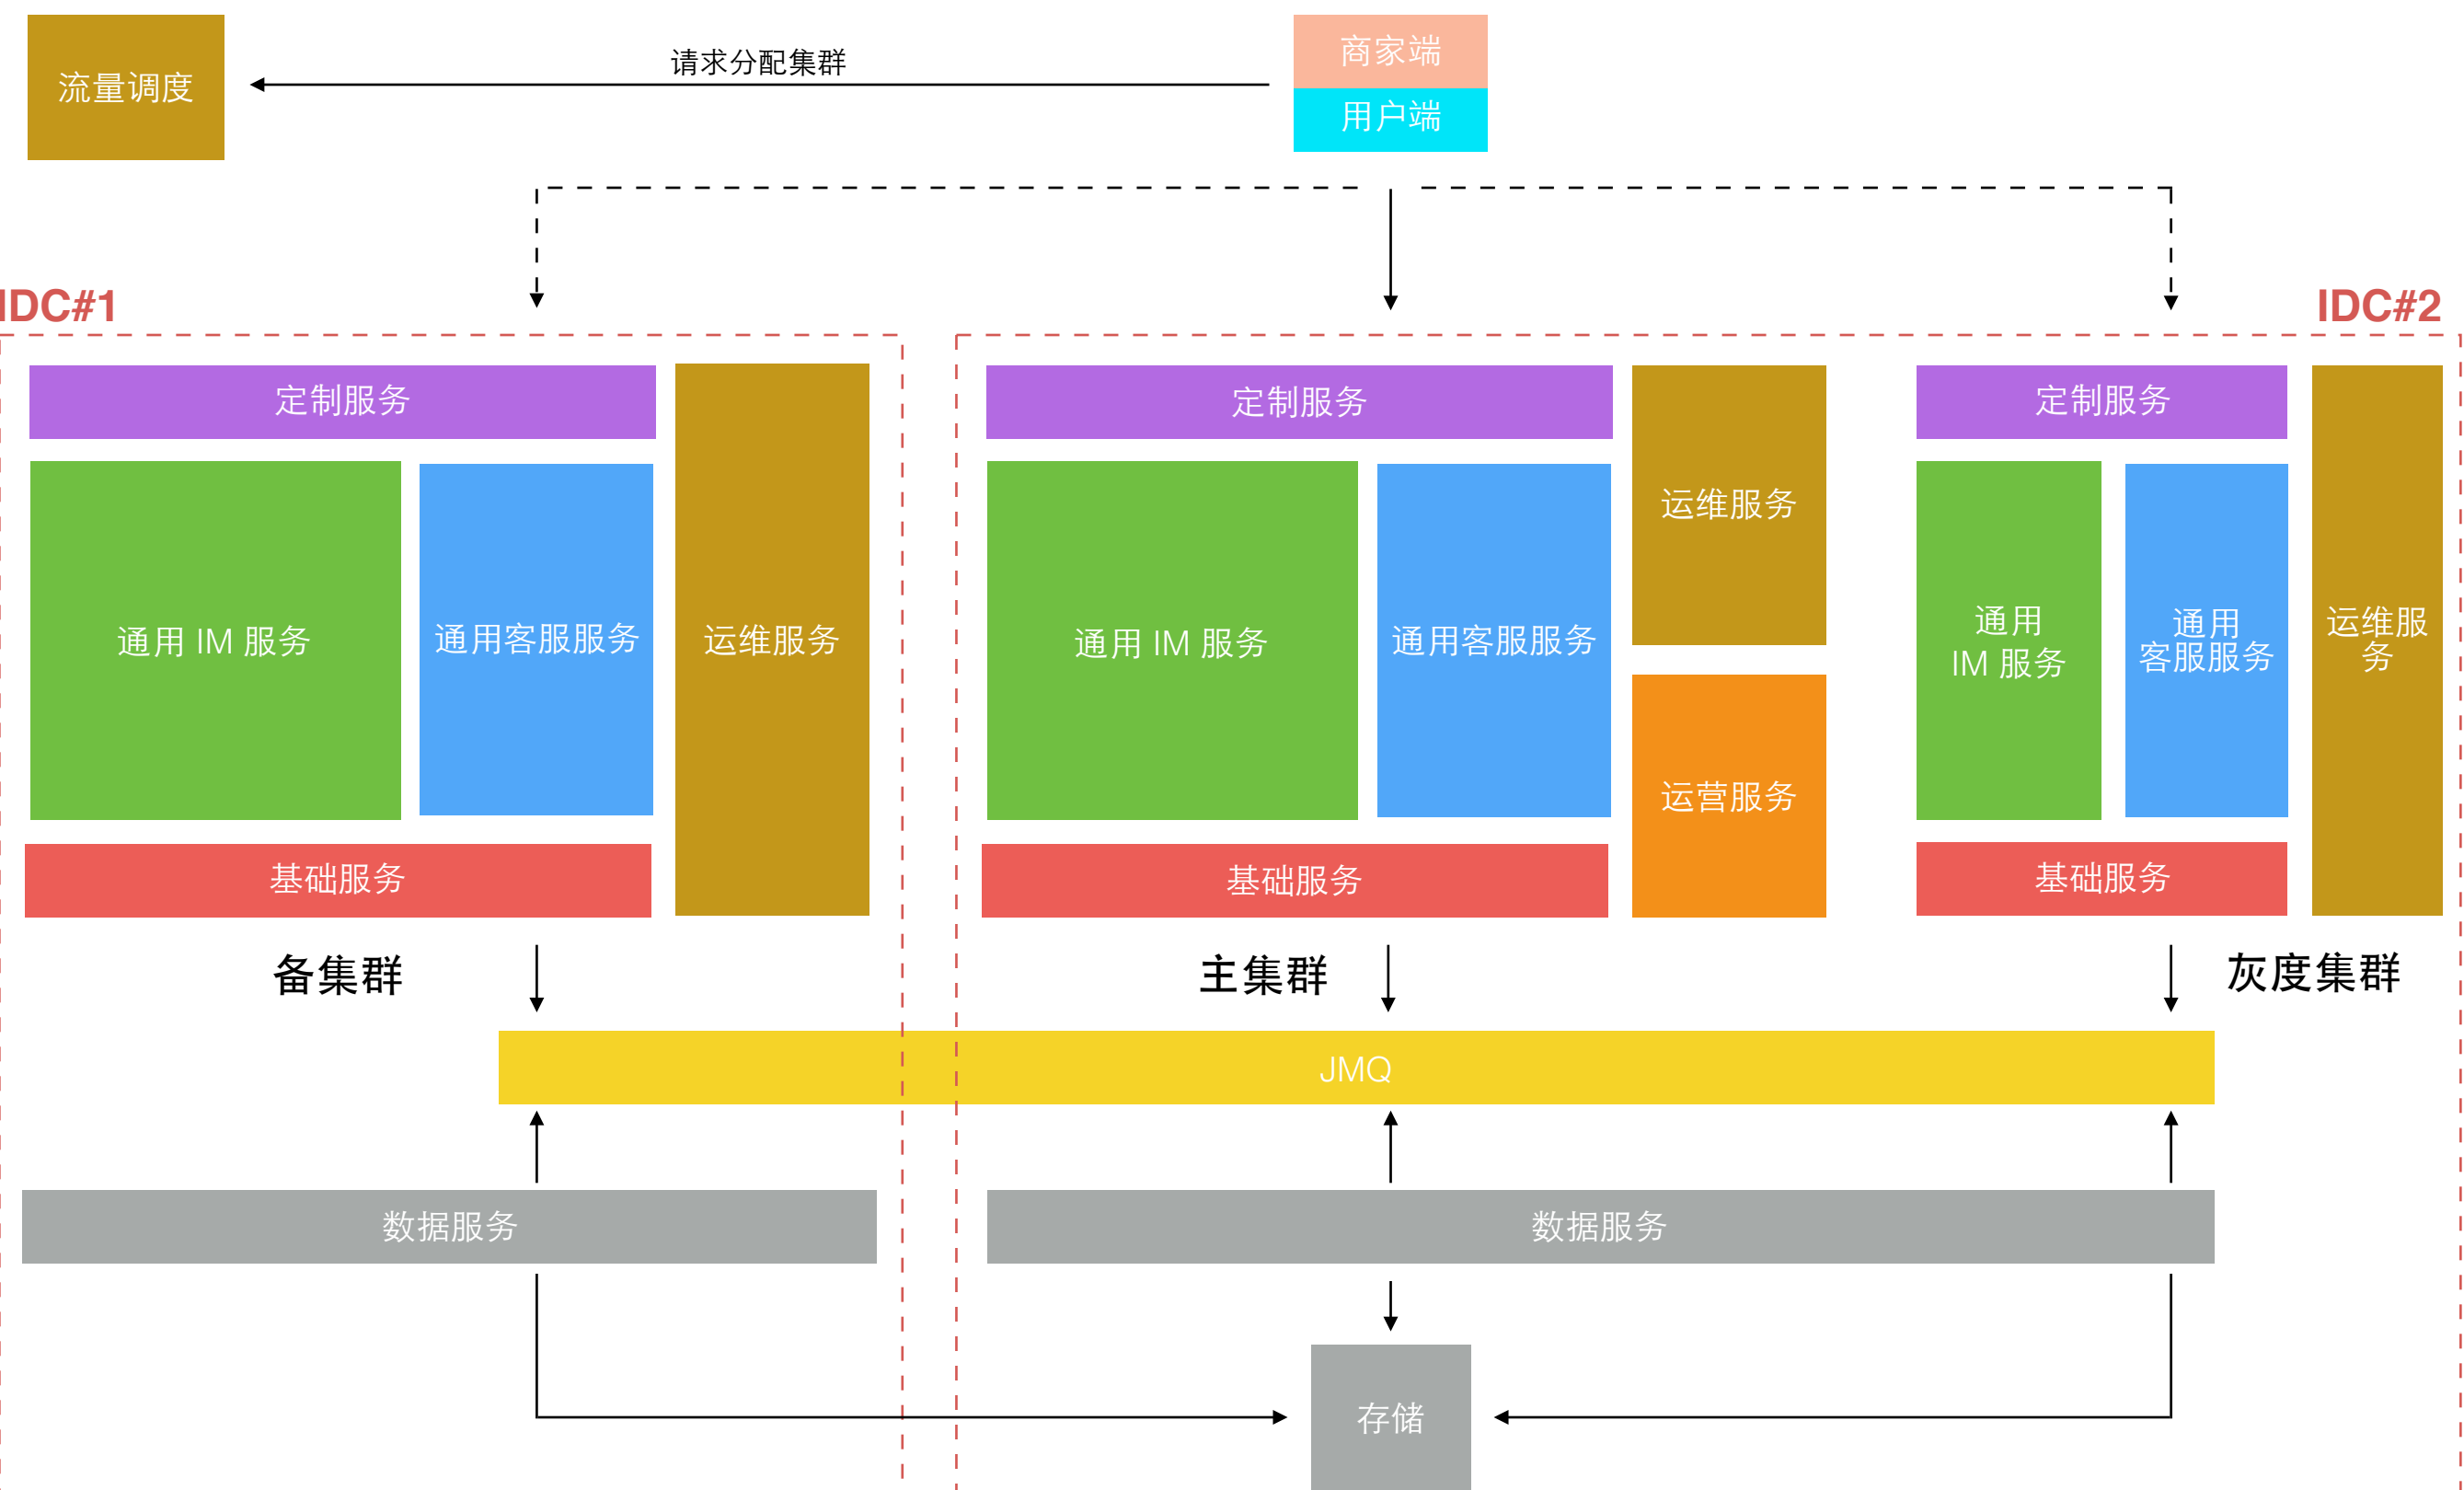 流量调度
请求分配集群
商家端
用户端
IDC#1
IDC#2
定制服务
通用 IM 服务
通用客服服务
运维服务
基础服务
备集群
定制服务
通用 IM 服务
通用客服服务
运维服务
运营服务
基础服务
主集群
定制服务
通用
IM 服务
通用
客服服务
运维服
务
基础服务
灰度集群
JMQ
数据服务
数据服务
存储